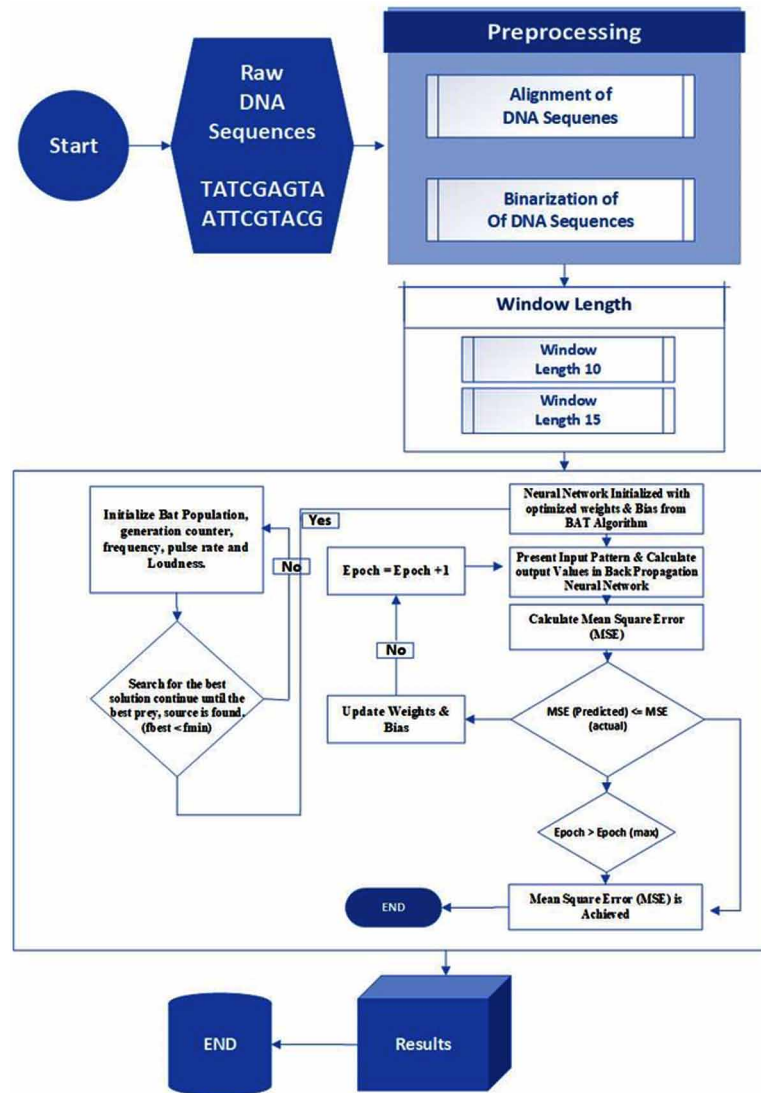 Preprocessing
Raw
DNA
Sequences
TATCGAGTA
ATTCGTACG
Start
Alignment of
DNA Sequenes
Binarization of
Of DNA Sequences
Window Length
Window
Length 10
Window
Length 15
Initialize Bat Population,
generation counter,
frequency, pulse rate and
Loudness.
Yes
No
Search for the best
solution continue until the
best prey, source is found.
(fbest < fmin)
Neural Network Initialized with
optimized weights & Bias from
BAT Algorithm
Epoch = Epoch +1
Present Input Pattern & Calculate
output Values in Back Propagation
Neural Network
Calculate Mean Square Error
(MSE)
No
Update Weights &
Bias
MSE (Predicted) <= MSE
(actual)
Epoch > Epoch (max)
END
Mean Square Error (MSE) is
Achieved
END
Results